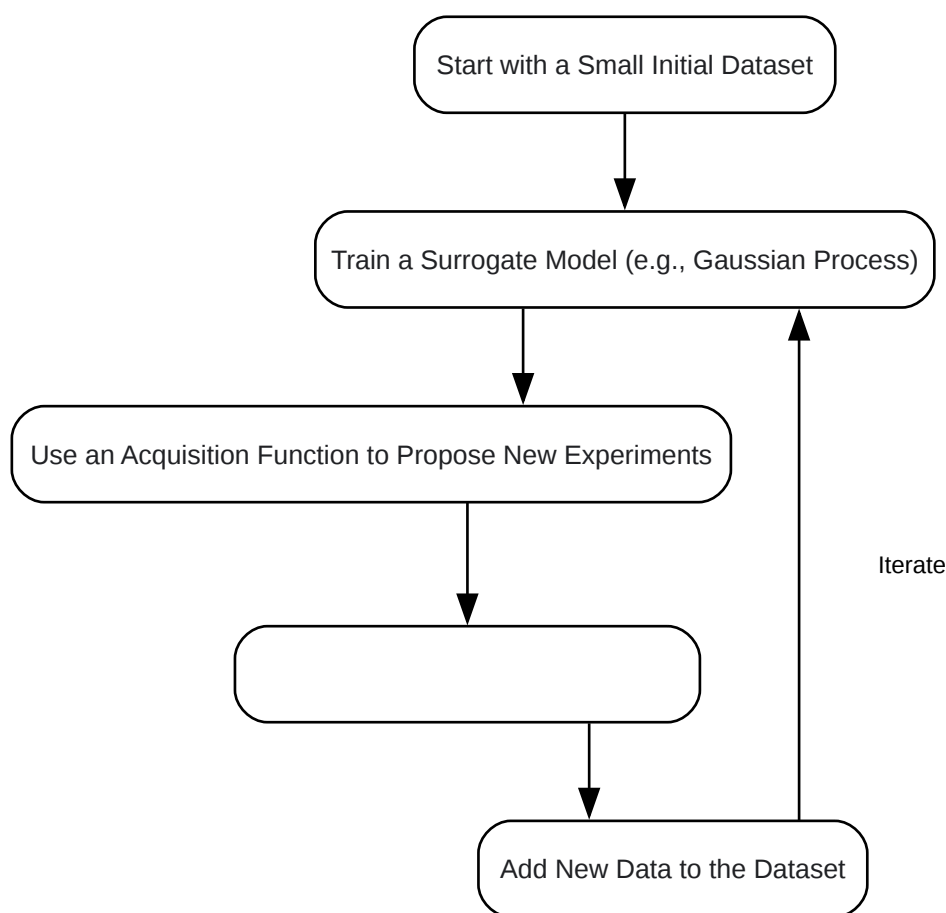 Start with a Small Initial Dataset
Train a Surrogate Model (e.g., Gaussian Process)
Use an Acquisition Function to Propose New Experiments
Iterate
Add New Data to the Dataset